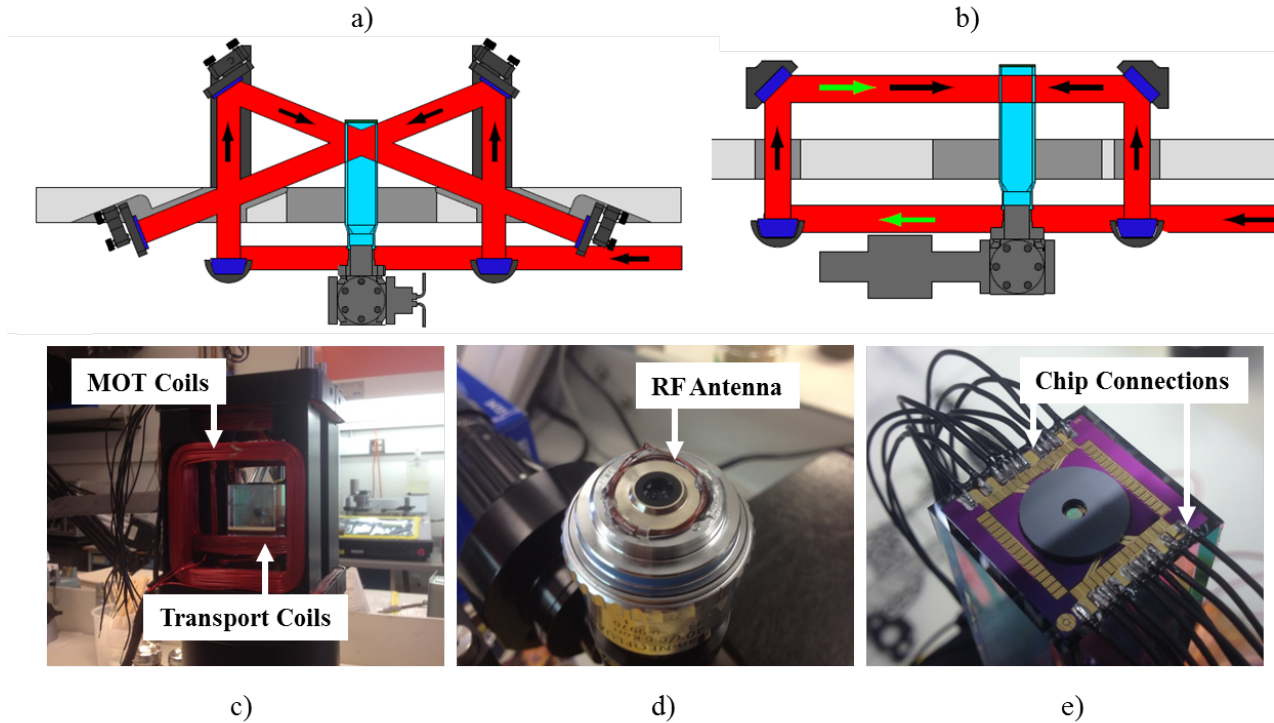 a)
b)
MOT Coils
Transport Coils
RF Antenna
Chip Connections
c)
d)
e)